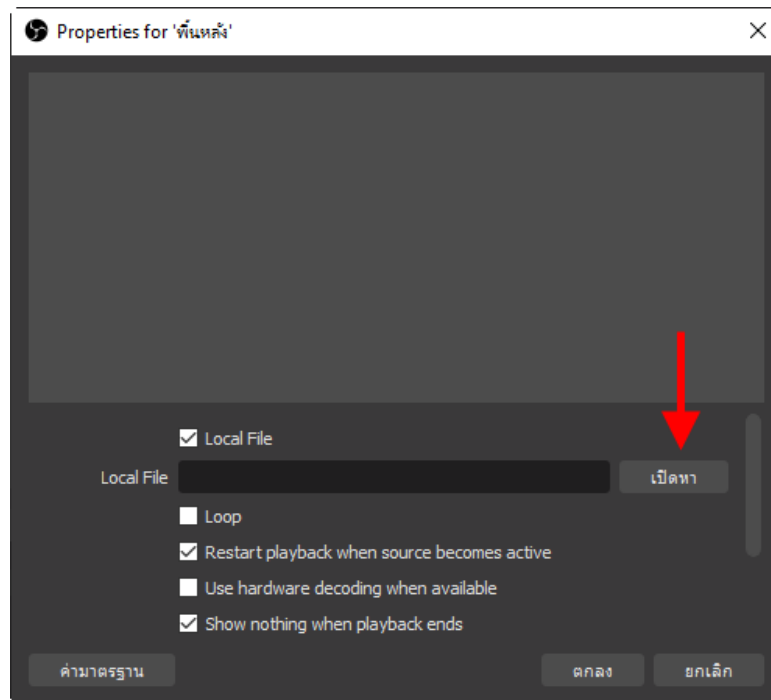 Properties for 'พื้นหลัง'
Local File
Local File เปิดหา
Loop
Restart playback when source becomes active
Use hardware decoding when available
Show nothing when playback ends
ค่ามาตรฐาน ตกลง ยกเลิก